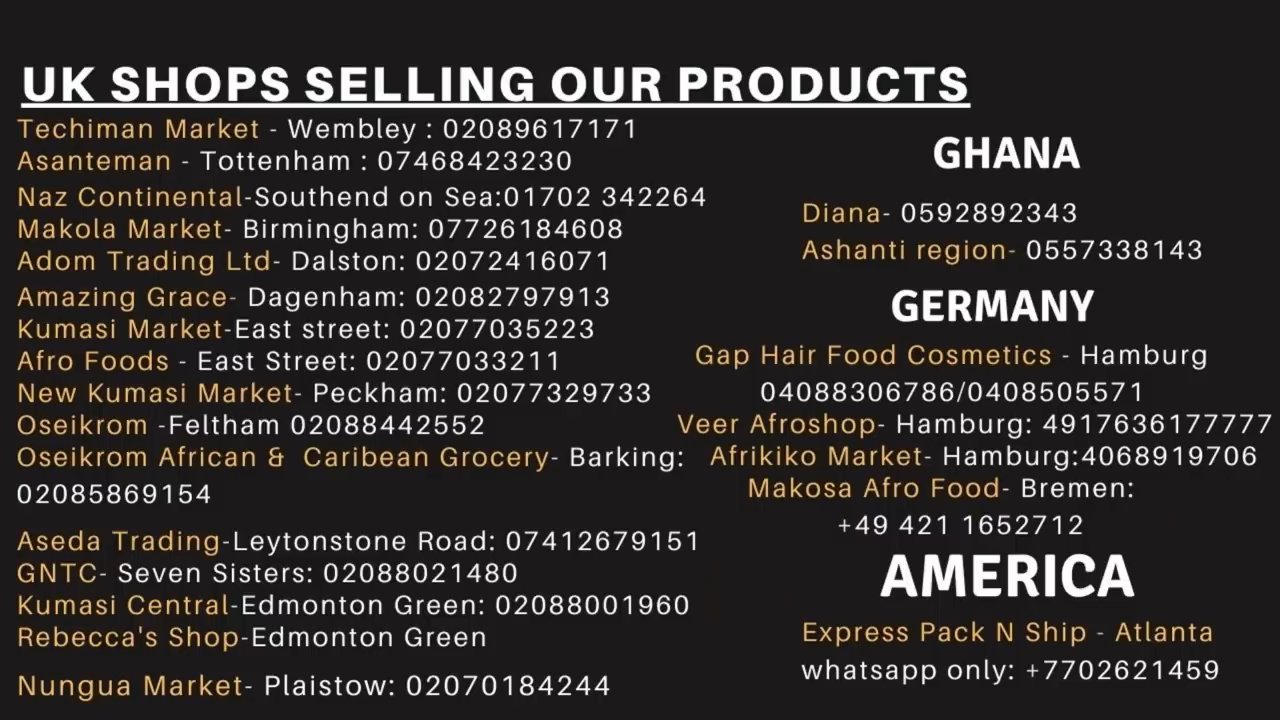 UK SHOPS SELLING OUR PRODUCTS
Techiman Market - Wembley : 02089617171
Asanteman - Tottenham : 07468423230
Naz Continental-Southend on Sea:01702 342264
Makola Market- Birmingham: 07726184608
Adom Trading Ltd- Dalston: 02072416071
Amazing Grace- Dagenham: 02082797913
Kumasi Market-East street: 02077035223
Afro Foods - East Street: 02077033211
New Kumasi Market- Peckham: 02077329733
Oseikrom -Feltham 02088442552
Oseikrom African & Caribean Grocery- Barking:
02085869154
Aseda Trading-Leytonstone Road: 07412679151
GNTC- Seven Sisters: 02088021480
Kumasi Central-Edmonton Green: 02088001960
Rebecca's Shop-Edmonton Green
Nungua Market- Plaistow: 02070184244
GHANA
Diana- 0592892343
Ashanti region- 0557338143
GERMANY
Gap Hair Food Cosmetics - Hamburg
04088306786/0408505571
Veer Afroshop- Hamburg: 4917636177777
Afrikiko Market- Hamburg:4068919706
Makosa Afro Food- Bremen:
+49 421 1652712
AMERICA
Express Pack N Ship - Atlanta
whatsapp only: +7702621459